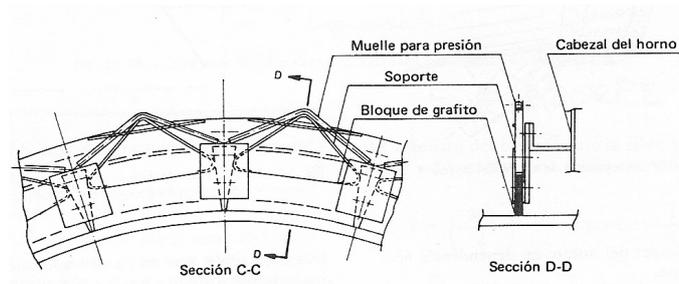 Muelle para presión
Cabezal del horno
D
Soporte
Bloque de grafito
D
Sección C-C
Sección D-D